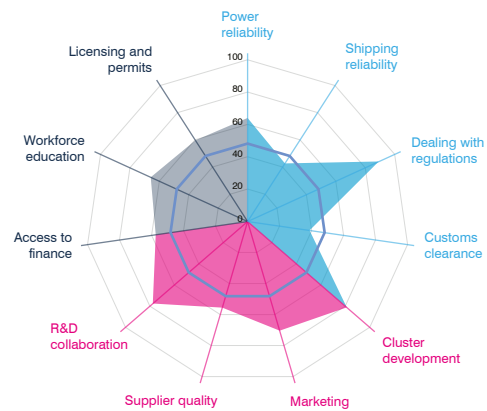 Power
reliability
Shipping
reliability
Licensing and
permits
100
80
60
40
20
0
Workforce
education
Dealing with
regulations
Access to
finance
Customs
clearance
R&D
collaboration
Cluster
development
Supplier quality
Marketing